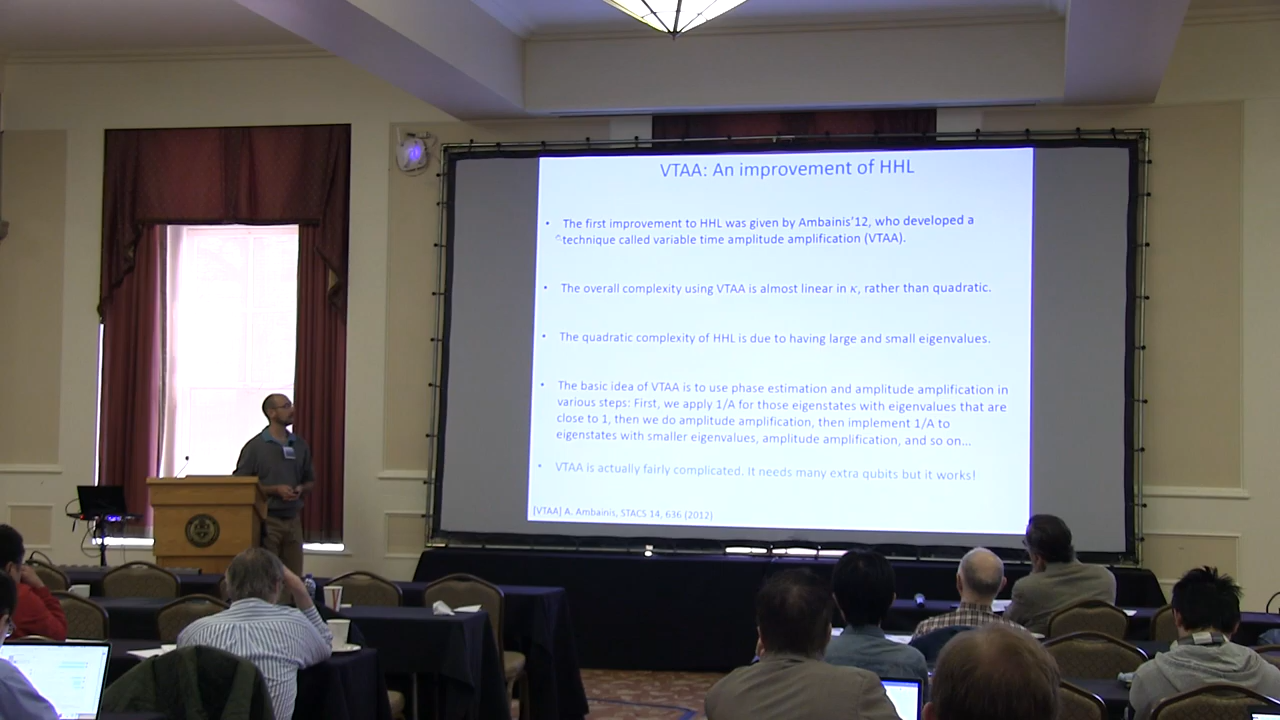 VTAA: An improvement of HHL
• The first improvement to HHL was given by Ambainis'12, who developed a
technique called variable time amplitude amplification (VTAA).
• The overall complexity using VTAA is almost linear in κ, rather than quadratic.
• The quadratic complexity of HHL is due to having large and small eigenvalues.
• The basic idea of VTAA is to use phase estimation and amplitude amplification in
various steps: First, we apply 1/A for those eigenstates with eigenvalues that are
close to 1, then we do amplitude amplification, then implement 1/A to
eigenstates with smaller eigenvalues, amplitude amplification, and so on...
• VTAA is actually fairly complicated. It needs many extra qubits but it works!
[VTAA] A. Ambainis, STACS 14, 636 (2012)